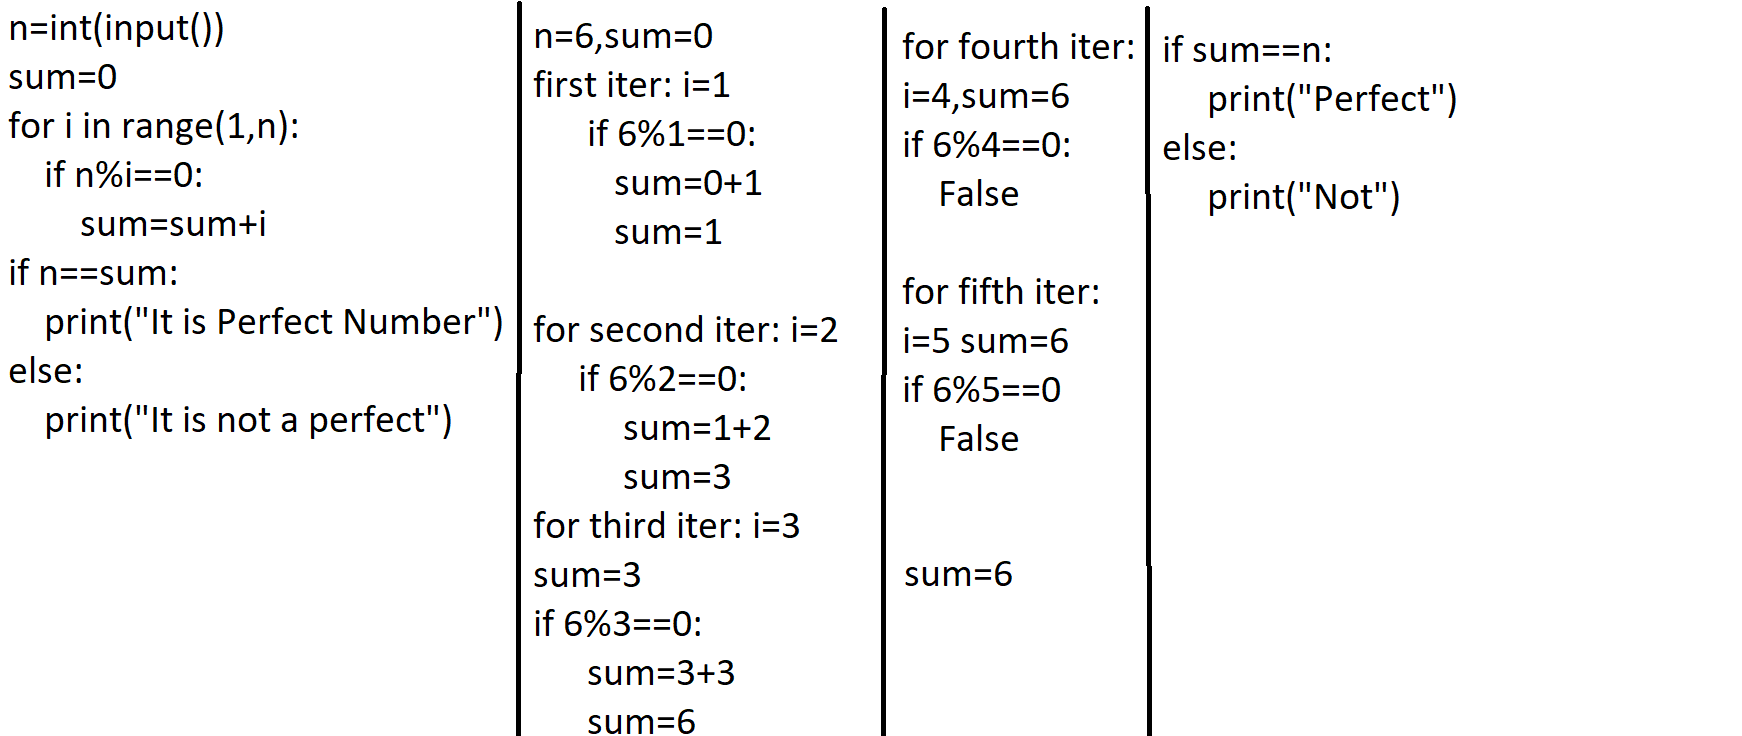 n=int(input())
sum=0
for i in range(1,n):
if n%i==0:
sum=sum+i
if n==sum:
print("It is Perfect Number")
else:
print("It is not a perfect")
n=6,sum=0
first iter: i=1
if 6%1==0:
sum=0+1
sum=1
for second iter: i=2
if 6%2==0:
sum=1+2
sum=3
for third iter: i=3
sum=3
if 6%3==0:
sum=3+3
sum=6
for fourth iter:
i=4,sum=6
if 6%4==0:
False
for fifth iter:
i=5 sum=6
if 6%5==0
False
sum=6
if sum==n:
print("Perfect")
else:
print("Not")